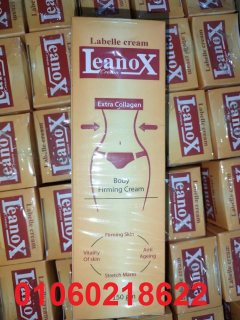 Labelle cream
LeanoX
Cream
Extra Collagen
Body
Firming Cream
Firming Skin
Vitality
Of skin
Anti
Ageing
Stretch Marks
150 gm
01060218622